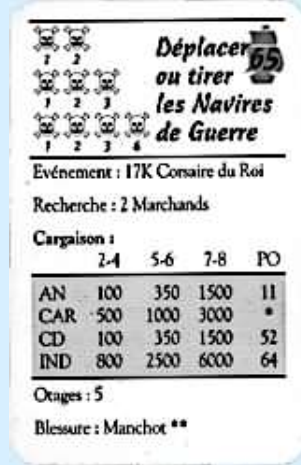 1 2
Déplacer 65
ou tirer
1 2 3
les Navires
de Guerre
1 2 3 6
Evénement : 17K Corsaire du Roi
Recherche : 2 Marchands
Cargaison :
2-4 5-6 7-8 PO
AN 100 350 1500 11
CAR 500 1000 3000 *
CD 100 350 1500 52
IND 800 2500 6000 64
Otages : 5
Blessure : Manchot **